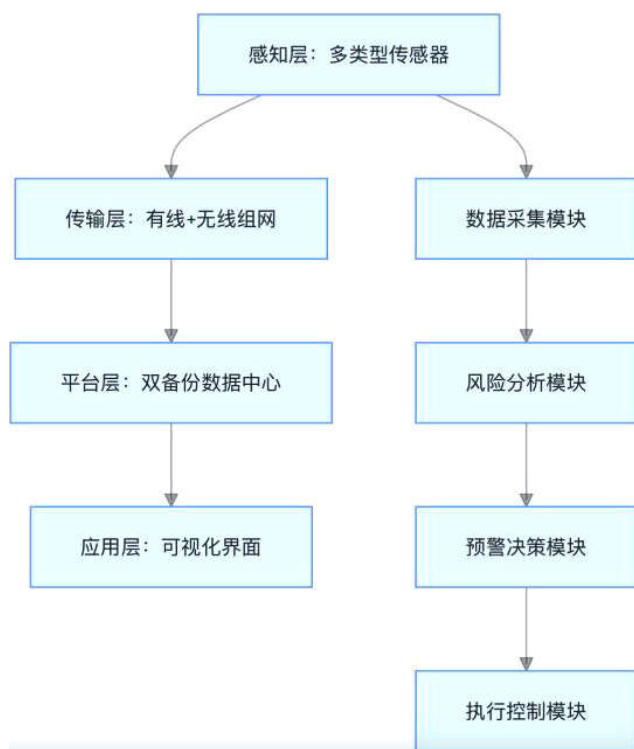 感知层：多类型传感器
传输层：有线+无线组网
数据采集模块
平台层：双备份数据中心
风险分析模块
应用层：可视化界面
预警决策模块
执行控制模块